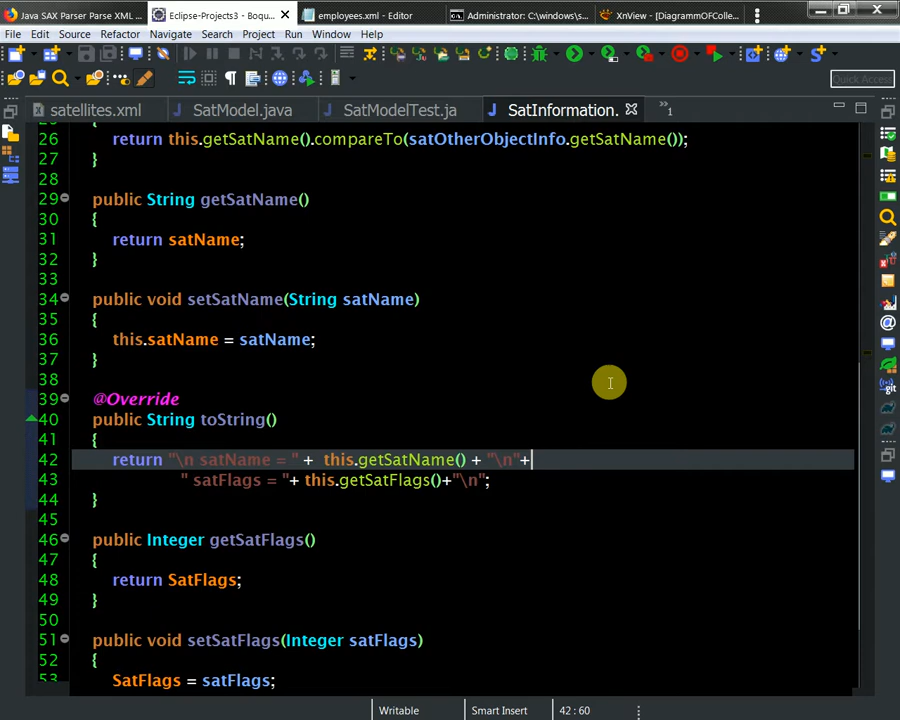 Java SAX Parser Parse XML ...
Eclipse-Projects3 - Boqu...
employees.xml - Editor
Administrator: C:\windows\s...
XnView - [DiagrammOFColle...
File Edit Source Refactor Navigate Search Project Run Window Help
Quick Access
satellites.xml
SatModel.java
SatModelTest.ja
SatInformation.
»1
26 return this.getSatName().compareTo(satOtherObjectInfo.getSatName());
27 }
28
29 public String getSatName()
30 {
31 return satName;
32 }
33
34 public void setSatName(String satName)
35 {
36 this.satName = satName;
37 }
38
39 @Override
40 public String toString()
41 {
42 return "\n satName = " +  this.getSatName() + "\n"+
43 " satFlags = "+ this.getSatFlags()+"\n";
44 }
45
46 public Integer getSatFlags()
47 {
48 return SatFlags;
49 }
50
51 public void setSatFlags(Integer satFlags)
52 {
53 SatFlags = satFlags;
Writable
Smart Insert
42 : 60